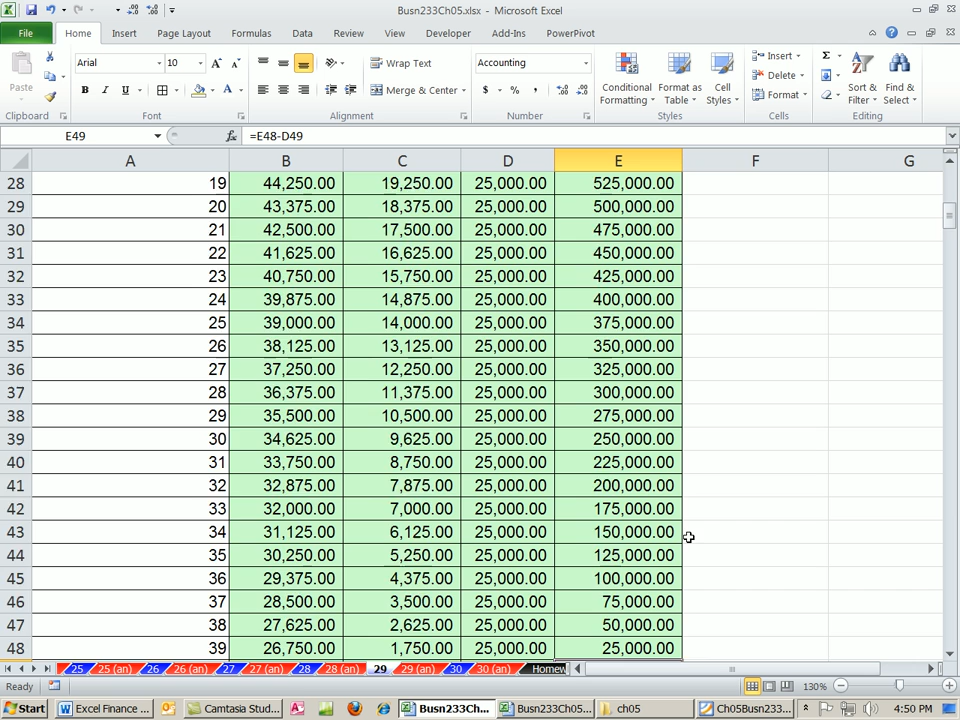 Busn233Ch05.xlsx - Microsoft Excel
File Home Insert Page Layout Formulas Data Review View Developer Add-Ins PowerPivot
Paste
Arial 10
B I U
Wrap Text
Merge & Center
Accounting
$ % ,
Conditional Formatting
Format as Table
Cell Styles
Insert
Delete
Format
Σ
Sort & Filter
Find & Select
Clipboard Font Alignment Number Styles Cells Editing
E49 fx =E48-D49
A B C D E F G
28 19 44,250.00 19,250.00 25,000.00 525,000.00
29 20 43,375.00 18,375.00 25,000.00 500,000.00
30 21 42,500.00 17,500.00 25,000.00 475,000.00
31 22 41,625.00 16,625.00 25,000.00 450,000.00
32 23 40,750.00 15,750.00 25,000.00 425,000.00
33 24 39,875.00 14,875.00 25,000.00 400,000.00
34 25 39,000.00 14,000.00 25,000.00 375,000.00
35 26 38,125.00 13,125.00 25,000.00 350,000.00
36 27 37,250.00 12,250.00 25,000.00 325,000.00
37 28 36,375.00 11,375.00 25,000.00 300,000.00
38 29 35,500.00 10,500.00 25,000.00 275,000.00
39 30 34,625.00 9,625.00 25,000.00 250,000.00
40 31 33,750.00 8,750.00 25,000.00 225,000.00
41 32 32,875.00 7,875.00 25,000.00 200,000.00
42 33 32,000.00 7,000.00 25,000.00 175,000.00
43 34 31,125.00 6,125.00 25,000.00 150,000.00
44 35 30,250.00 5,250.00 25,000.00 125,000.00
45 36 29,375.00 4,375.00 25,000.00 100,000.00
46 37 28,500.00 3,500.00 25,000.00 75,000.00
47 38 27,625.00 2,625.00 25,000.00 50,000.00
48 39 26,750.00 1,750.00 25,000.00 25,000.00
25 25 (an) 26 26 (an) 27 27 (an) 28 28 (an) 29 29 (an) 30 30 (an) Homew
Ready 130%
Start Excel Finance ... Camtasia Stud... Busn233Ch... Busn233Ch05... ch05 Ch05Busn233... 4:50 PM